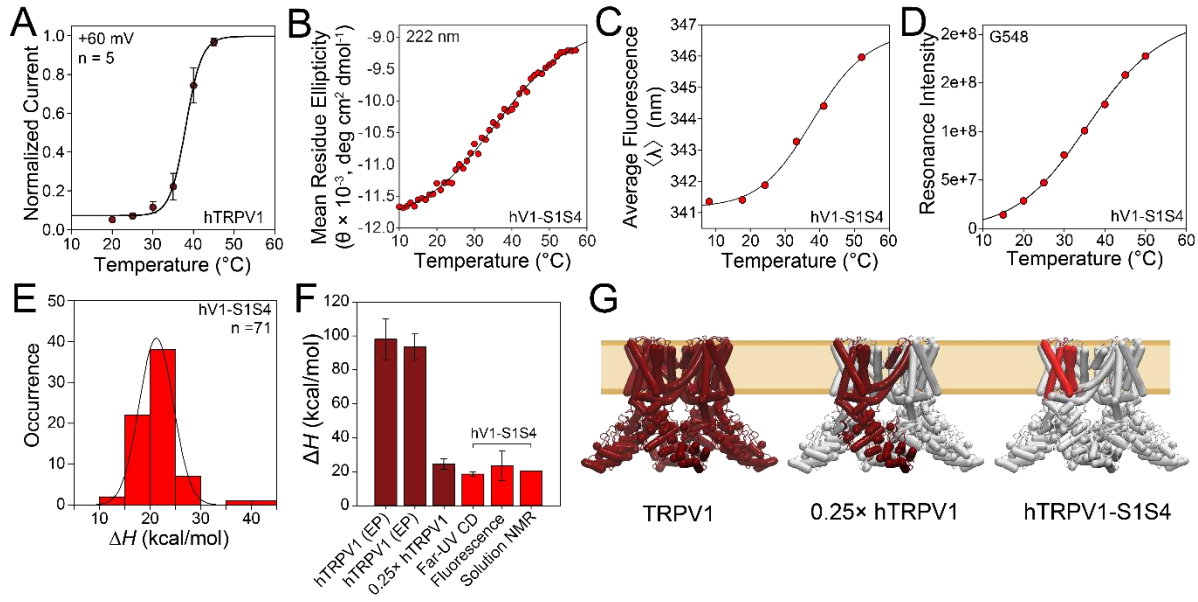 A
+60 mV
n = 5
Normalized Current
1.0
0.8
0.6
0.4
0.2
0.0
10 20 30 40 50 60
Temperature (°C)
hTRPV1
B
222 nm
Mean Residue Ellipticity
(θ × 10⁻³, deg cm² dmol⁻¹)
-9.0
-9.5
-10.0
-10.5
-11.0
-11.5
-12.0
10 20 30 40 50 60
Temperature (°C)
hV1-S1S4
C
Average Fluorescence
⟨λ⟩ (nm)
347
346
345
344
343
342
341
10 20 30 40 50 60
Temperature (°C)
hV1-S1S4
D
G548
Resonance Intensity
2e+8
2e+8
1e+8
5e+7
10 20 30 40 50 60
Temperature (°C)
hV1-S1S4
E
hV1-S1S4
n =71
Occurrence
50
40
30
20
10
0
10 20 30 40
ΔH (kcal/mol)
F
ΔH (kcal/mol)
120
100
80
60
40
20
0
hV1-S1S4
hTRPV1 (EP)
hTRPV1 (EP)
0.25× hTRPV1
Far-UV CD
Fluorescence
Solution NMR
G
TRPV1
0.25× hTRPV1
hTRPV1-S1S4